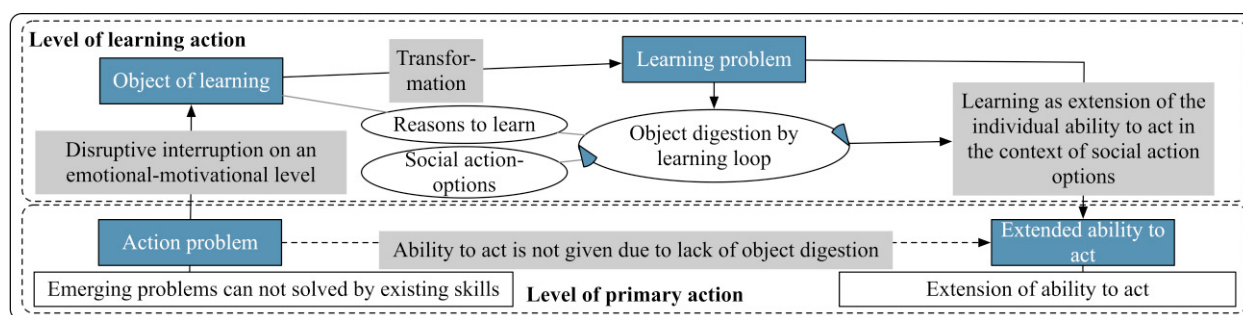 Level of learning action
Object of learning
Transfor-
mation
Learning problem
Reasons to learn
Social action-
options
Object digestion by
learning loop
Learning as extension of the
individual ability to act in
the context of social action
options
Disruptive interruption on an
emotional-motivational level
Action problem
Ability to act is not given due to lack of object digestion
Extended ability to
act
Emerging problems can not solved by existing skills
Level of primary action
Extension of ability to act